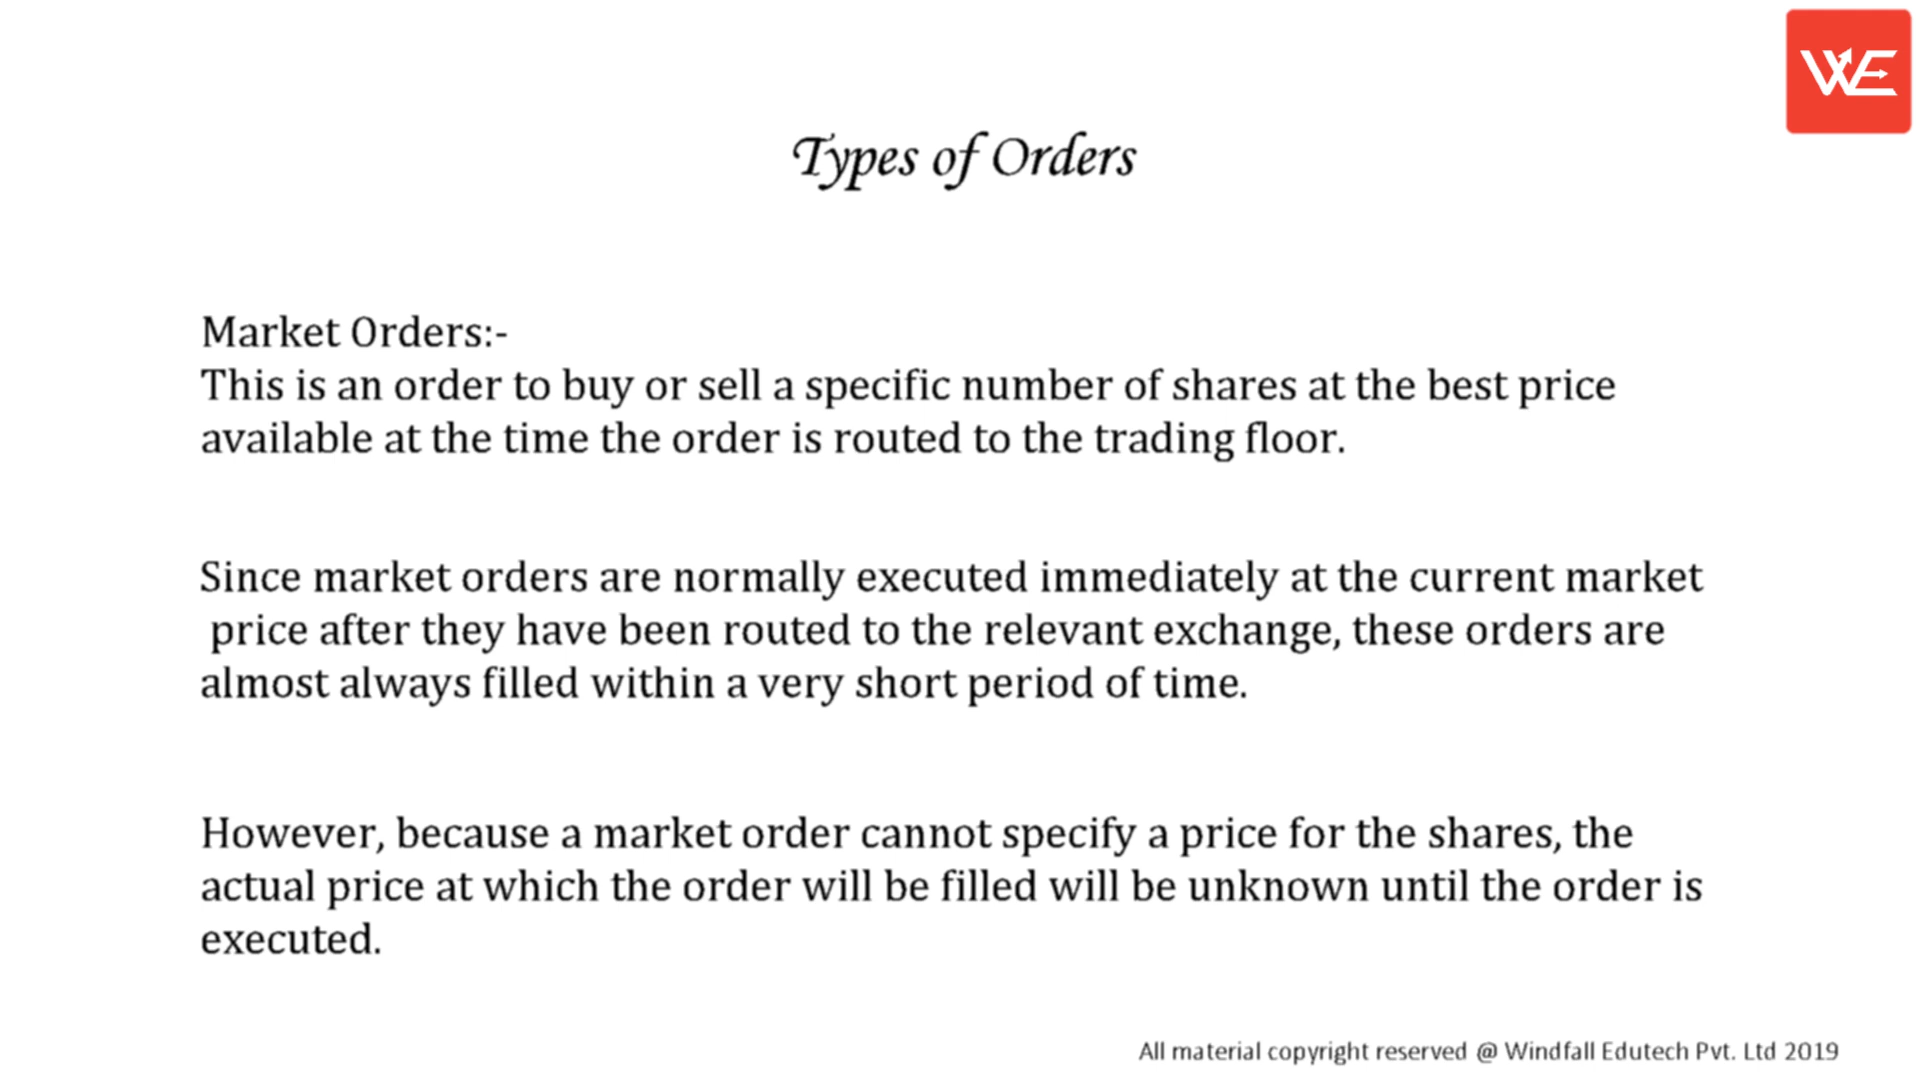 WE
Types of Orders
Market Orders:-
This is an order to buy or sell a specific number of shares at the best price
available at the time the order is routed to the trading floor.
Since market orders are normally executed immediately at the current market
price after they have been routed to the relevant exchange, these orders are
almost always filled within a very short period of time.
However, because a market order cannot specify a price for the shares, the
actual price at which the order will be filled will be unknown until the order is
executed.
All material copyright reserved @ Windfall Edutech Pvt. Ltd 2019